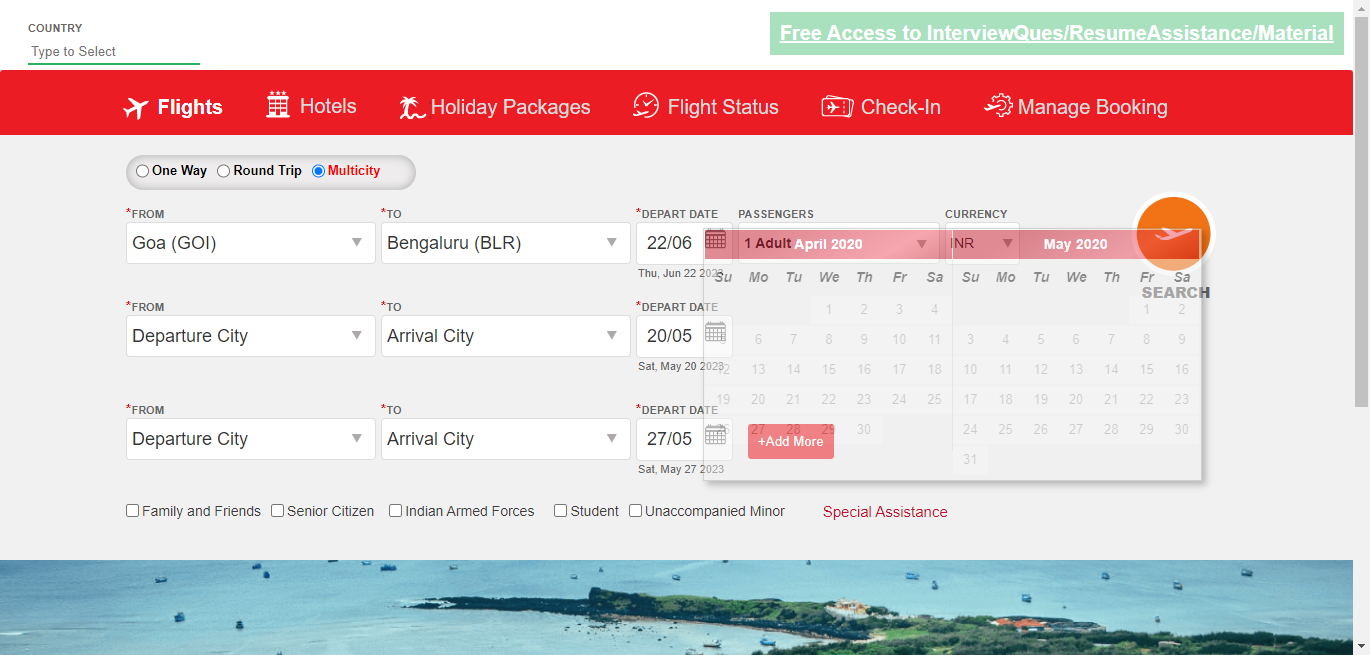 COUNTRY
Type to Select
Free Access to InterviewQues/ResumeAssistance/Material
Flights Hotels Holiday Packages Flight Status Check-In Manage Booking
One Way Round Trip Multicity
*FROM *TO *DEPART DATE PASSENGERS CURRENCY
Goa (GOI) Bengaluru (BLR) 22/06 1 Adult INR
April 2020 May 2020
Thu, Jun 22 2023
Su Mo Tu We Th Fr Sa Su Mo Tu We Th Fr Sa
SEARCH
1 2 3 4 1 2
*FROM *TO *DEPART DATE
Departure City Arrival City 20/05
5 6 7 8 9 10 11 3 4 5 6 7 8 9
Sat, May 20 2023
12 13 14 15 16 17 18 10 11 12 13 14 15 16
19 20 21 22 23 24 25 17 18 19 20 21 22 23
*FROM *TO *DEPART DATE
Departure City Arrival City 27/05
26 27 28 29 30 24 25 26 27 28 29 30
+Add More
31
Sat, May 27 2023
Family and Friends Senior Citizen Indian Armed Forces Student Unaccompanied Minor Special Assistance